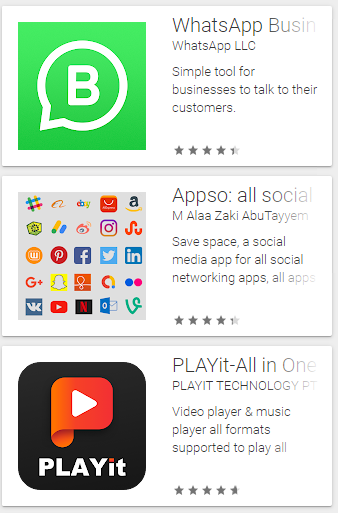 B
WhatsApp Busin
WhatsApp LLC
Simple tool for
businesses to talk to their
customers.
Appso: all social
M Alaa Zaki AbuTayyem
Save space, a social
media app for all social
networking apps, all apps
PLAYit
PLAYit-All in One
PLAYIT TECHNOLOGY PT
Video player & music
player all formats
supported to play all